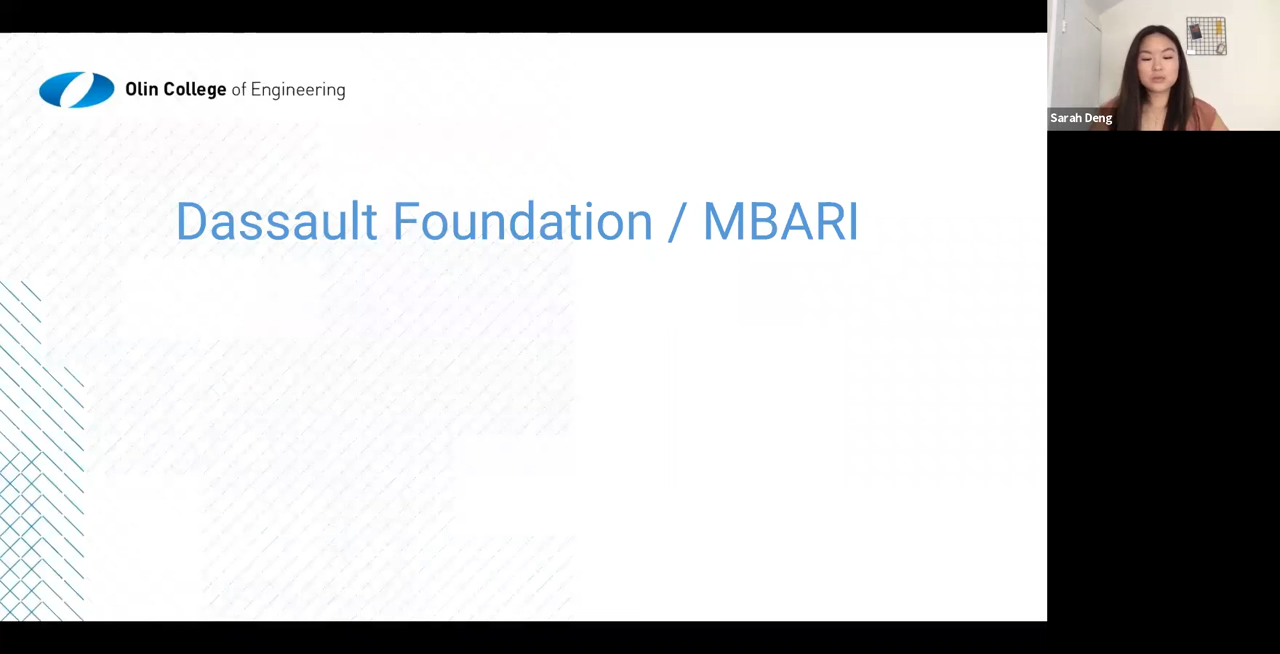 Olin College of Engineering
Dassault Foundation / MBARI
Sarah Deng